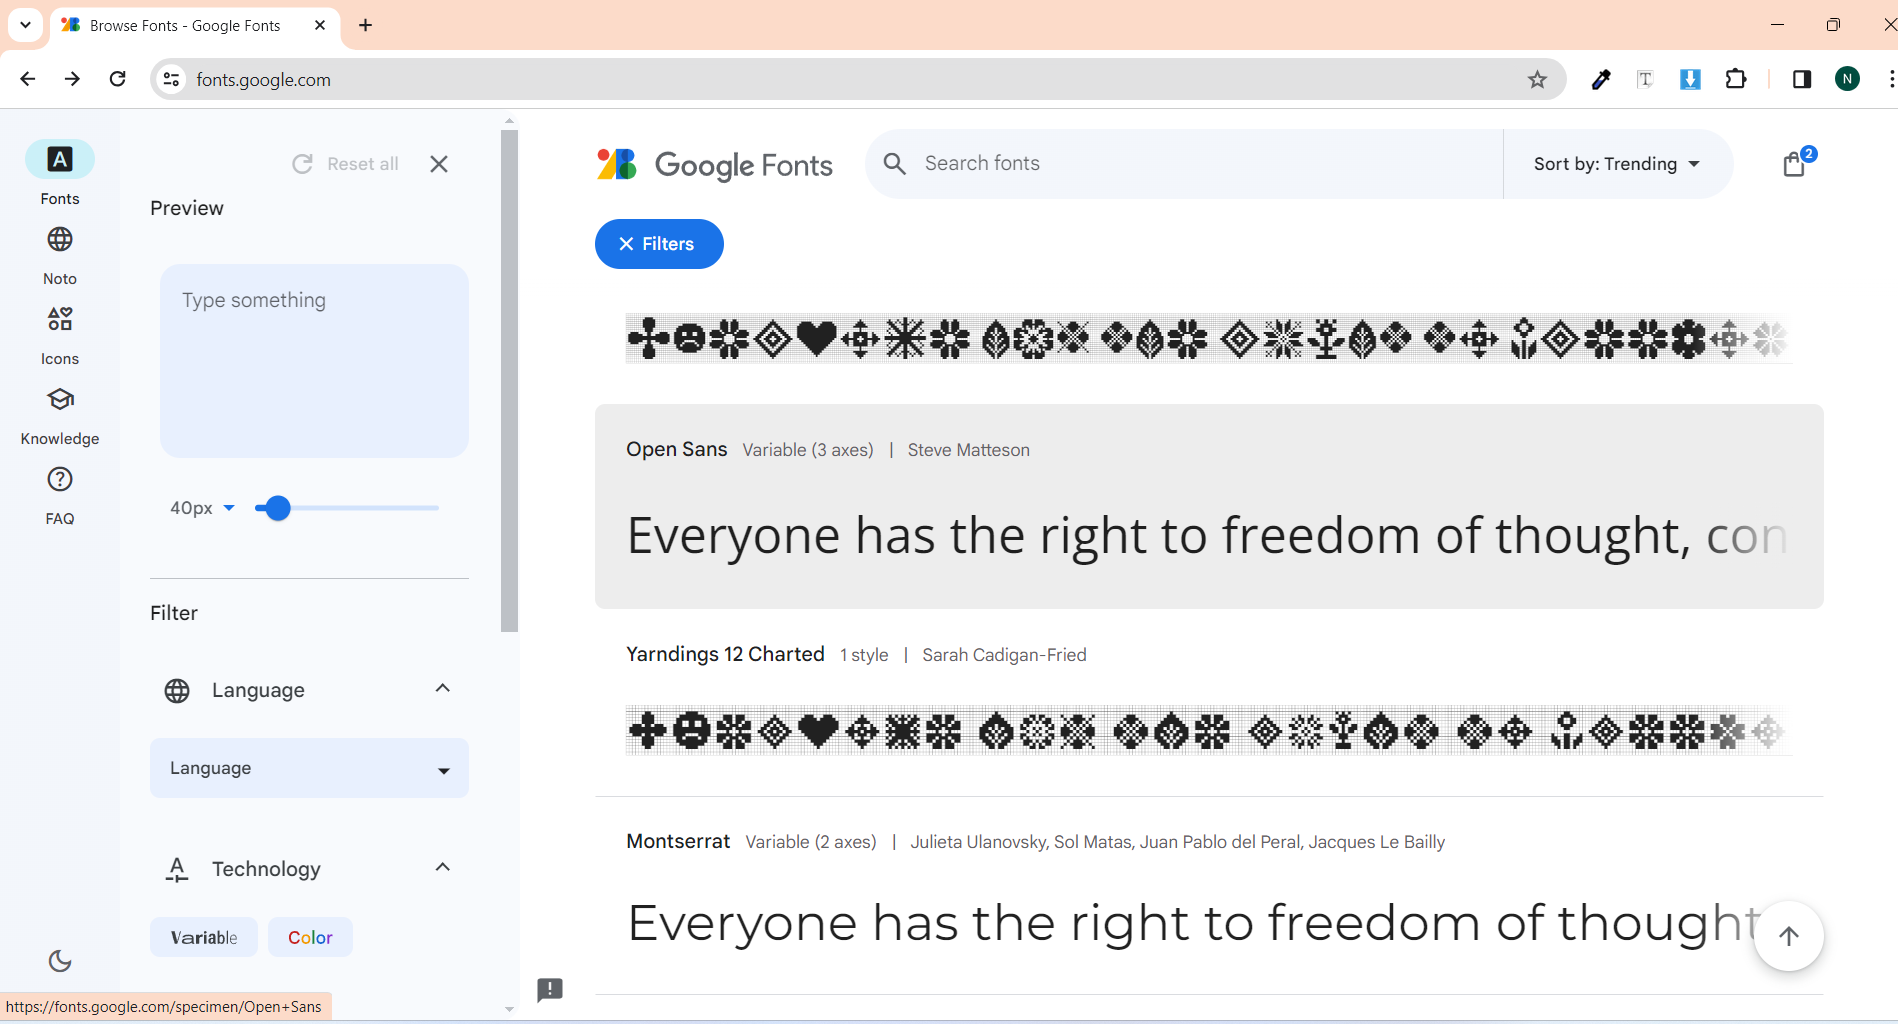 Browse Fonts - Google Fonts
fonts.google.com
N
Fonts
Noto
Icons
Knowledge
FAQ
Reset all
Preview
Type something
40px
Filter
Language
Language
Technology
Variable
Color
https://fonts.google.com/specimen/Open+Sans
Google Fonts
Search fonts
Sort by: Trending
2
Filters
Open Sans Variable (3 axes) | Steve Matteson
Everyone has the right to freedom of thought, con
Yarndings 12 Charted 1 style | Sarah Cadigan-Fried
Montserrat Variable (2 axes) | Julieta Ulanovsky, Sol Matas, Juan Pablo del Peral, Jacques Le Bailly
Everyone has the right to freedom of thought